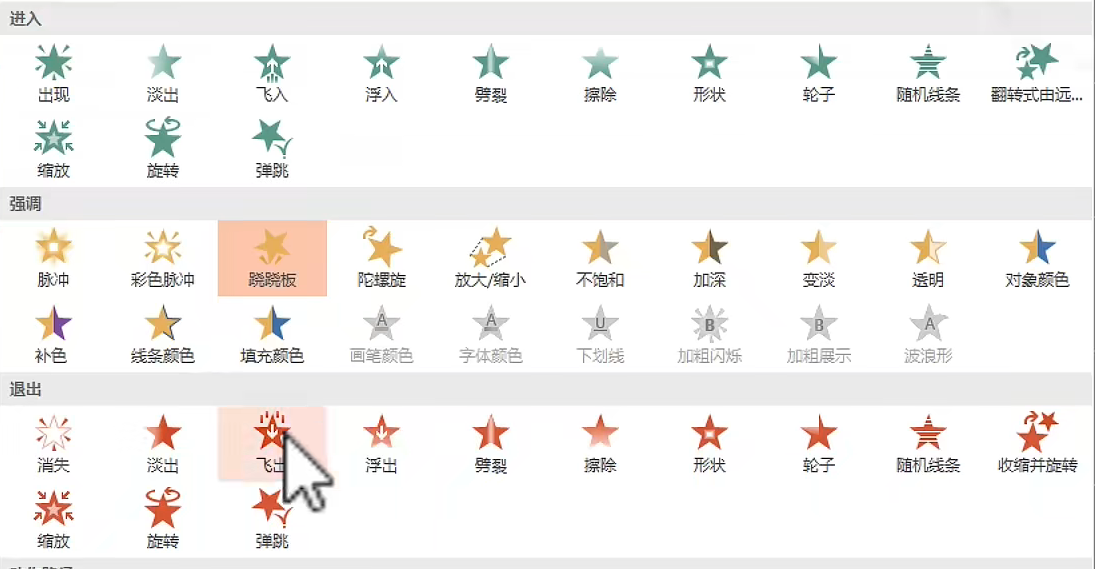 进入
出现 淡出 飞入 浮入 劈裂 擦除 形状 轮子 随机线条 翻转式由远...
缩放 旋转 弹跳
强调
脉冲 彩色脉冲 跷跷板 陀螺旋 放大/缩小 不饱和 加深 变淡 透明 对象颜色
补色 线条颜色 填充颜色 画笔颜色 字体颜色 下划线 加粗闪烁 加粗展示 波浪形
退出
消失 淡出 飞出 浮出 劈裂 擦除 形状 轮子 随机线条 收缩并旋转
缩放 旋转 弹跳